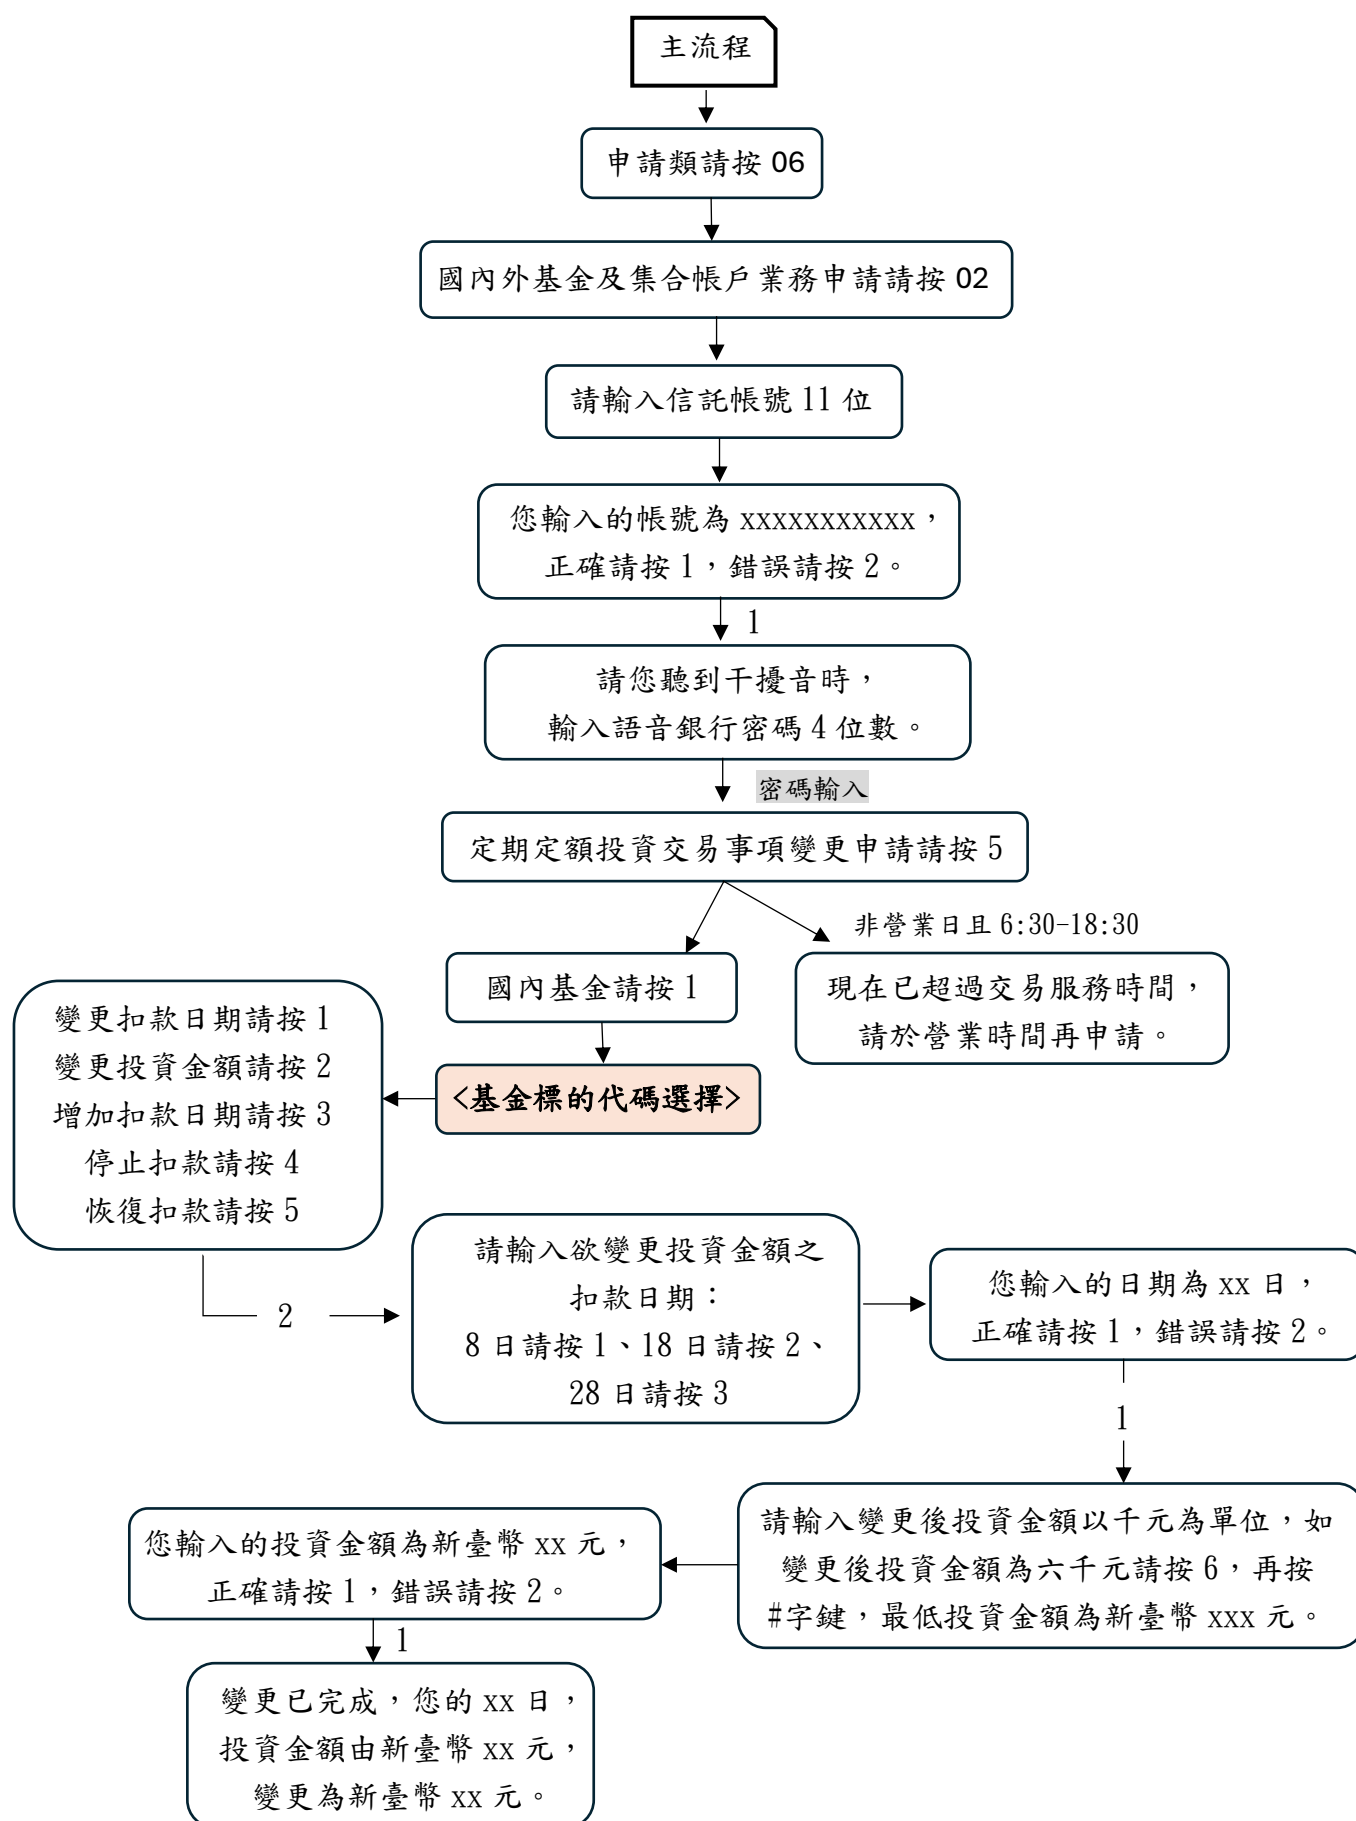 主流程
申請類請按 06
國內外基金及集合帳戶業務申請請按 02
請輸入信託帳號 11 位
您輸入的帳號為 xxxxxxxxxxx，
正確請按 1，錯誤請按 2。
1
請您聽到干擾音時，
輸入語音銀行密碼 4 位數。
密碼輸入
定期定額投資交易事項變更申請請按 5
非營業日且 6:30-18:30
國內基金請按 1
現在已超過交易服務時間，
請於營業時間再申請。
<基金標的代碼選擇>
變更扣款日期請按 1
變更投資金額請按 2
增加扣款日期請按 3
停止扣款請按 4
恢復扣款請按 5
2
請輸入欲變更投資金額之
扣款日期：
8 日請按 1、18 日請按 2、
28 日請按 3
您輸入的日期為 xx 日，
正確請按 1，錯誤請按 2。
1
請輸入變更後投資金額以千元為單位，如
變更後投資金額為六千元請按 6，再按
#字鍵，最低投資金額為新臺幣 xxx 元。
您輸入的投資金額為新臺幣 xx 元，
正確請按 1，錯誤請按 2。
1
變更已完成，您的 xx 日，
投資金額由新臺幣 xx 元，
變更為新臺幣 xx 元。